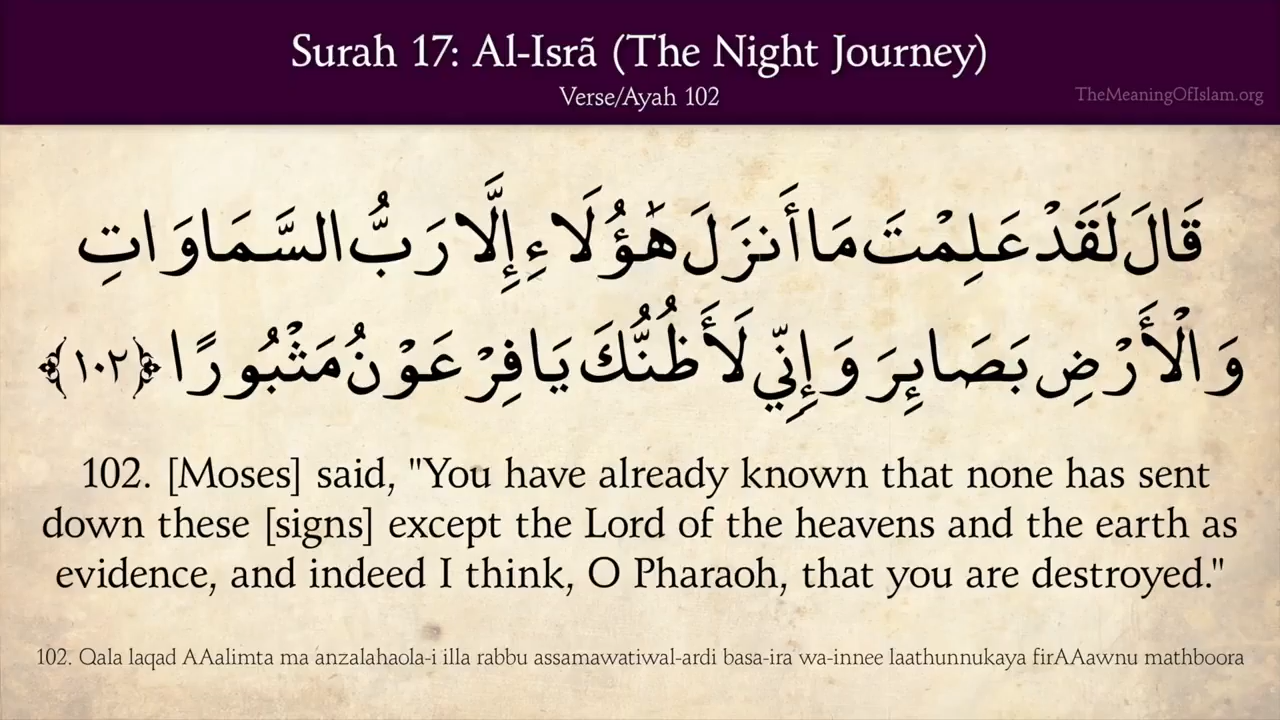 Surah 17: Al-Isrã (The Night Journey)
Verse/Ayah 102
TheMeaningOfIslam.org
قَالَ لَقَدْ عَلِمْتَ مَا أَنزَلَ هَٰؤُلَاءِ إِلَّا رَبُّ السَّمَاوَاتِ
وَالْأَرْضِ بَصَائِرَ وَإِنِّي لَأَظُنُّكَ يَا فِرْعَوْنُ مَثْبُورًا ﴿١٠٢﴾
102. [Moses] said, "You have already known that none has sent
down these [signs] except the Lord of the heavens and the earth as
evidence, and indeed I think, O Pharaoh, that you are destroyed."
102. Qala laqad AAalimta ma anzalahaola-i illa rabbu assamawatiwal-ardi basa-ira wa-innee laathunnukaya firAAawnu mathboora